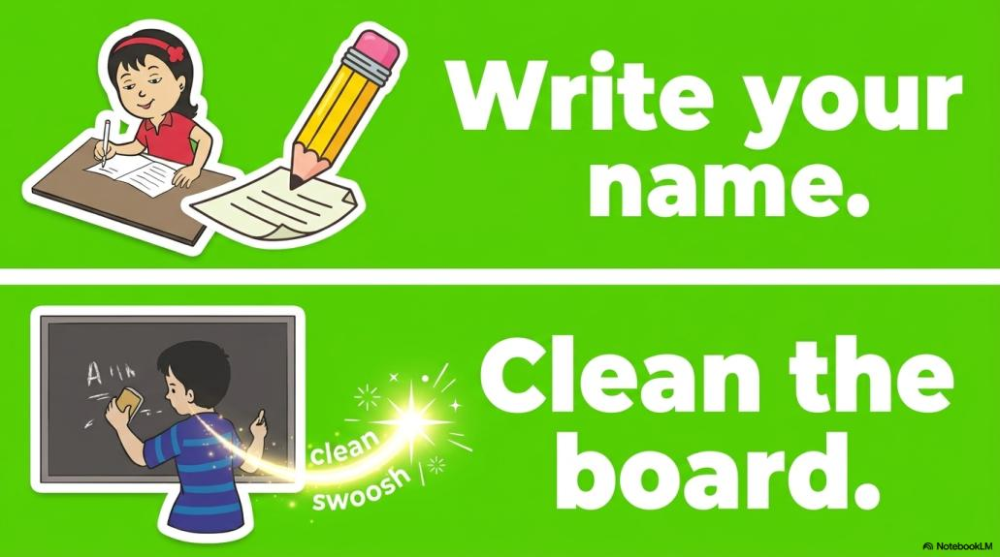 Write your
name.
Clean the
board.
clean
swoosh
NotebookLM